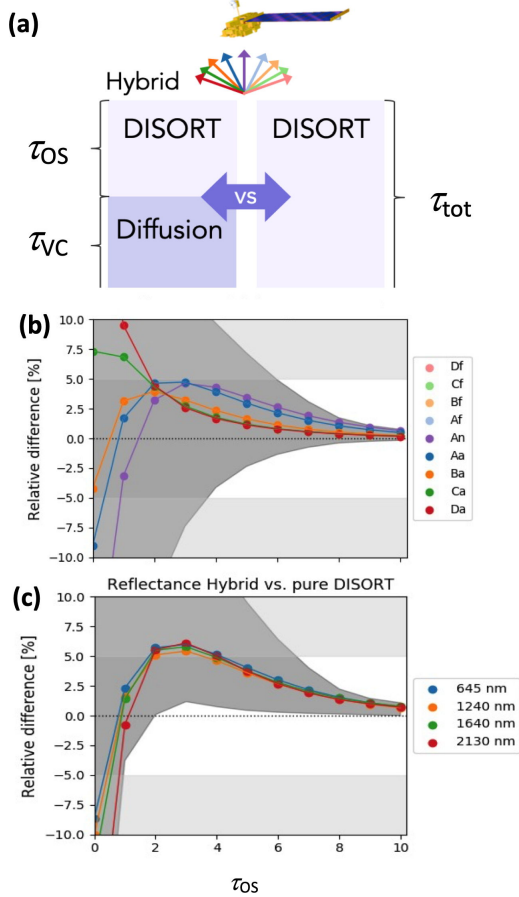 (a)
Hybrid
DISORT DISORT
τOS
vs
τtot
τVC
Diffusion
(b)
10.0
7.5
5.0
2.5
0.0
−2.5
−5.0
−7.5
−10.0
Relative difference [%]
Df
Cf
Bf
Af
An
Aa
Ba
Ca
Da
(c)
Reflectance Hybrid vs. pure DISORT
10.0
7.5
5.0
2.5
0.0
−2.5
−5.0
−7.5
−10.0
Relative difference [%]
645 nm
1240 nm
1640 nm
2130 nm
0 2 4 6 8 10
τOS